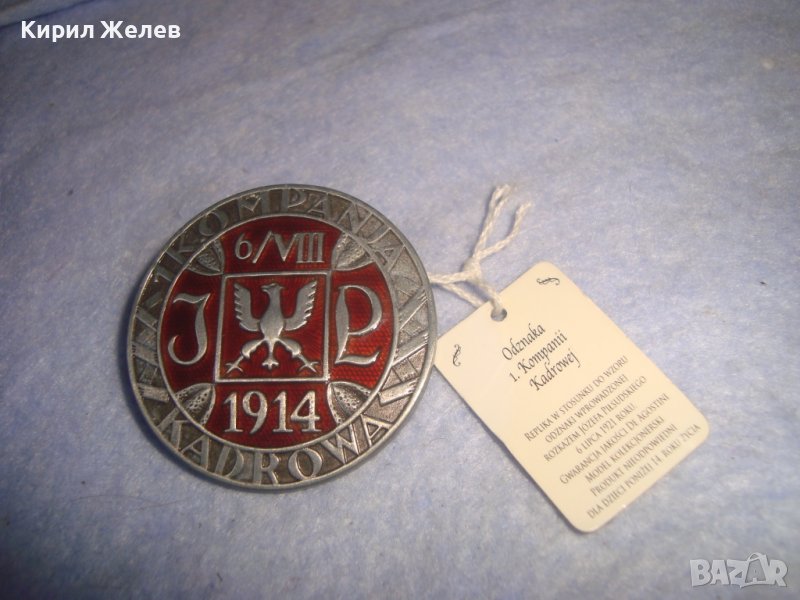 Кирил Желев
I KOMPANJA
6/VIII
J P
1914
KADROWA
Odznaka
1. Kompanii
Kadrowej
REPLIKA W STOSUNKU DO WZORU
ODZNAKI WPROWADZONEJ
ROZKAZEM JÓZEFA PIŁSUDSKIEGO
6 LIPCA 1921 ROKU
GWARANCJA JAKOŚCI DE AGOSTINI
MODEL KOLEKCJONERSKI
PRODUKT NIEODPOWIEDNI
DLA DZIECI PONIŻEJ 14 ROKU ŻYCIA
BAZAR